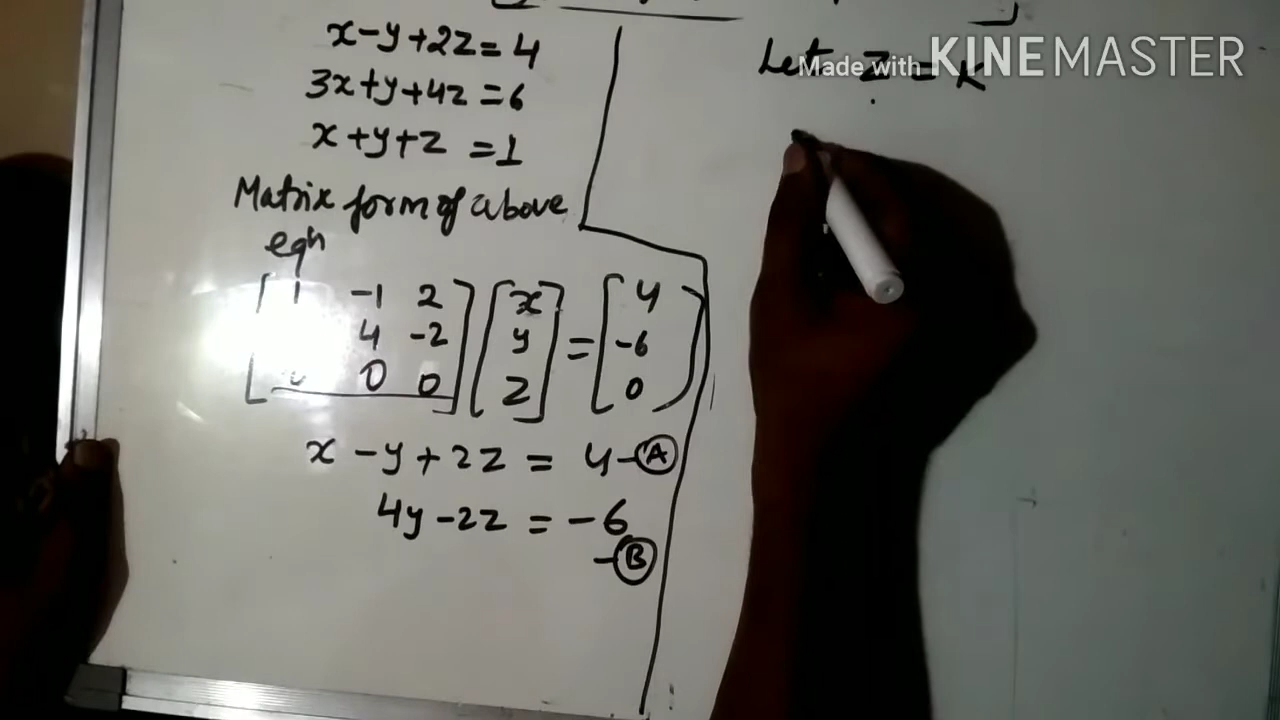 x-y+2z=4
3x+y+4z=6
x+y+z=1
Matrix form of above
eqn
[1 -1 2] [x] = [4]
[4 -2] [y] = [-6]
[0 0] [z] = [0]
x-y+2z=4-Ⓐ
4y-2z=-6
-Ⓑ
Let z=k
Made with KINEMASTER